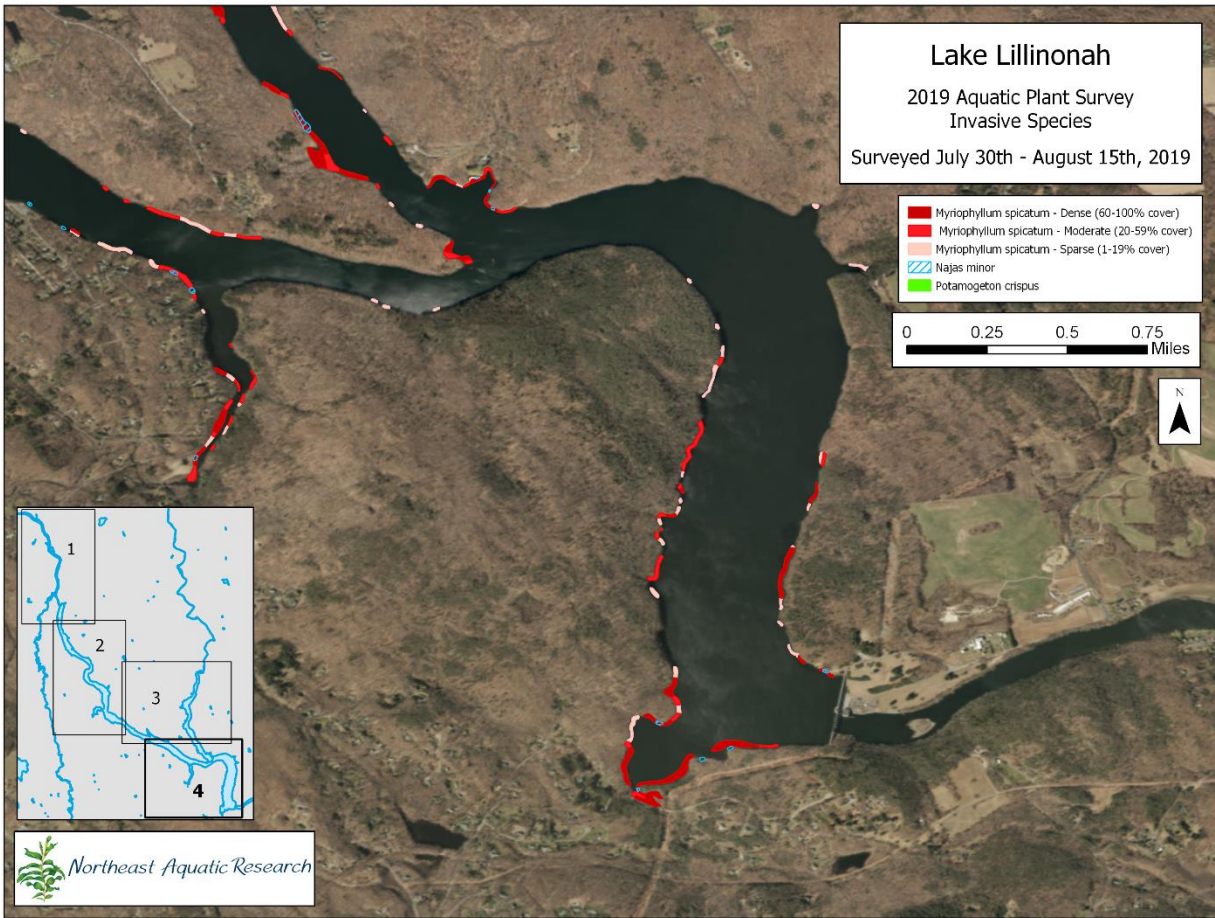 Lake Lillinonah
2019 Aquatic Plant Survey
Invasive Species
Surveyed July 30th - August 15th, 2019
Myriophyllum spicatum - Dense (60-100% cover)
Myriophyllum spicatum - Moderate (20-59% cover)
Myriophyllum spicatum - Sparse (1-19% cover)
Najas minor
Potamogeton crispus
0 0.25 0.5 0.75
Miles
N
1
2
3
4
Northeast Aquatic Research